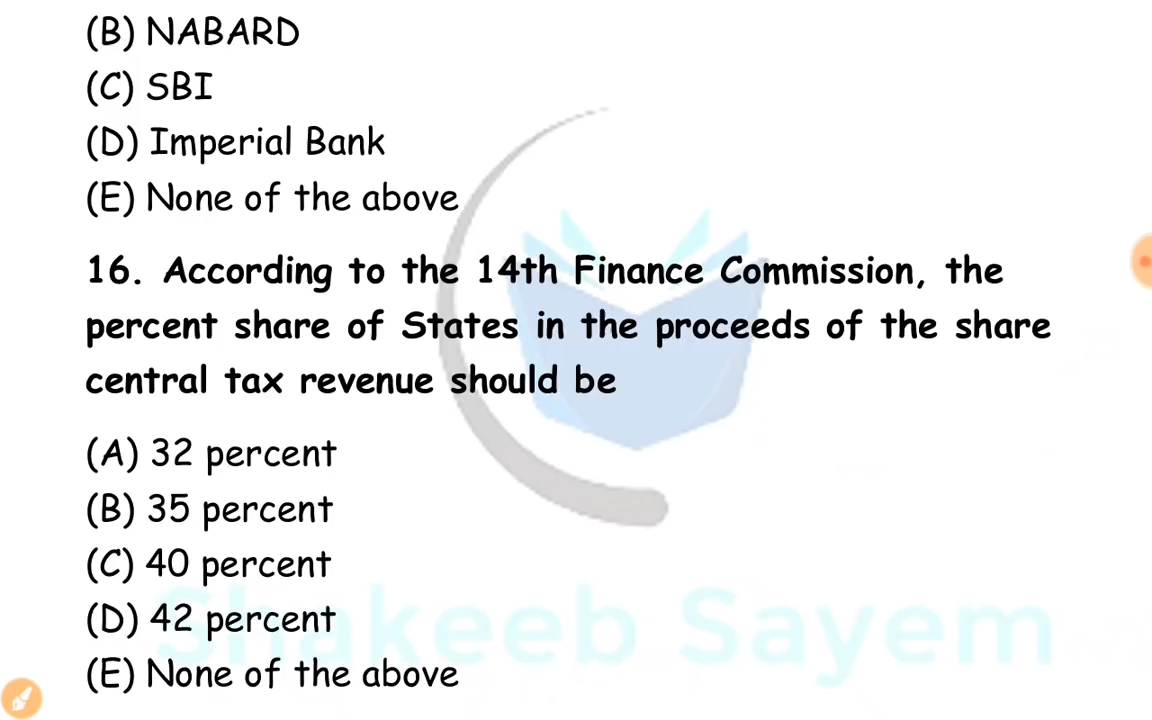 (B) NABARD
(C) SBI
(D) Imperial Bank
(E) None of the above
16. According to the 14th Finance Commission, the
percent share of States in the proceeds of the share
central tax revenue should be
(A) 32 percent
(B) 35 percent
(C) 40 percent
(D) 42 percent
(E) None of the above
Shakeeb Sayem